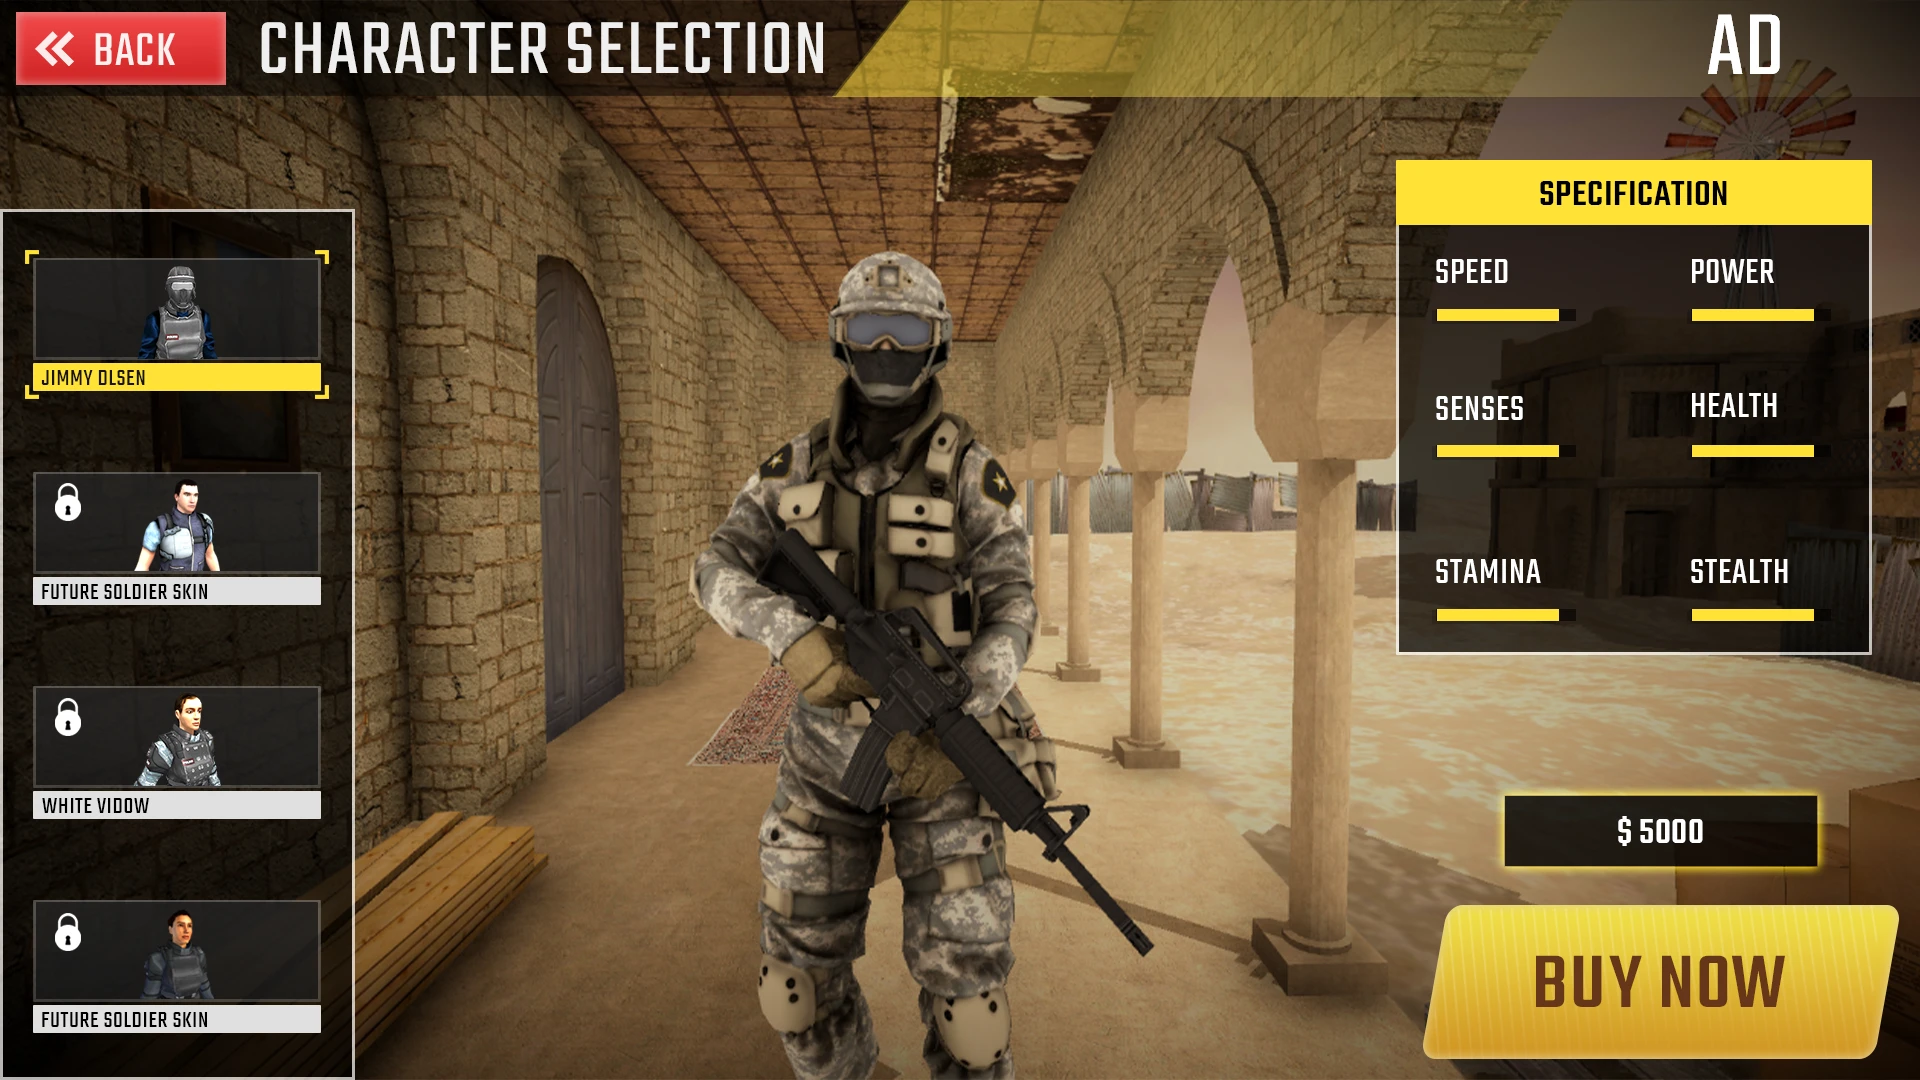 BACK
CHARACTER SELECTION
AD
JIMMY OLSEN
FUTURE SOLDIER SKIN
WHITE VIDOW
FUTURE SOLDIER SKIN
SPECIFICATION
SPEED
POWER
SENSES
HEALTH
STAMINA
STEALTH
$ 5000
BUY NOW